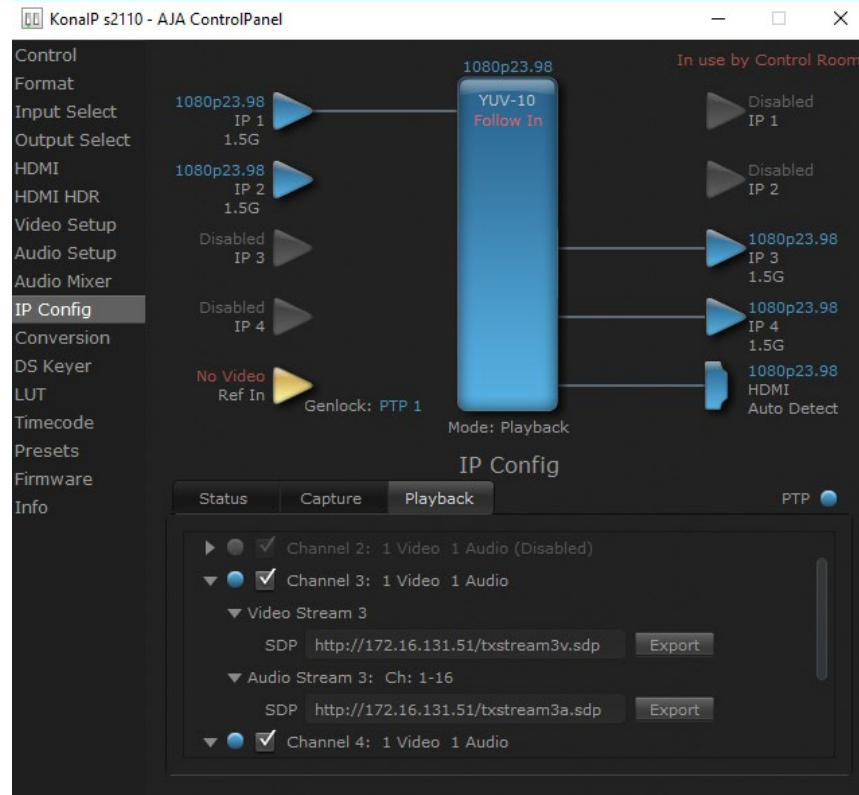 KonaIP s2110 - AJA ControlPanel
Control
Format
Input Select
Output Select
HDMI
HDMI HDR
Video Setup
Audio Setup
Audio Mixer
IP Config
Conversion
DS Keyer
LUT
Timecode
Presets
Firmware
Info
1080p23.98
In use by Control Room
1080p23.98
IP 1
1.5G
YUV-10
Follow In
Disabled
IP 1
1080p23.98
IP 2
1.5G
Disabled
IP 2
Disabled
IP 3
1080p23.98
IP 3
1.5G
Disabled
IP 4
1080p23.98
IP 4
1.5G
No Video
Ref In
Genlock: PTP 1
1080p23.98
HDMI
Auto Detect
Mode: Playback
IP Config
Status Capture Playback PTP
Channel 2: 1 Video 1 Audio (Disabled)
Channel 3: 1 Video 1 Audio
Video Stream 3
SDP http://172.16.131.51/txstream3v.sdp Export
Audio Stream 3: Ch: 1-16
SDP http://172.16.131.51/txstream3a.sdp Export
Channel 4: 1 Video 1 Audio